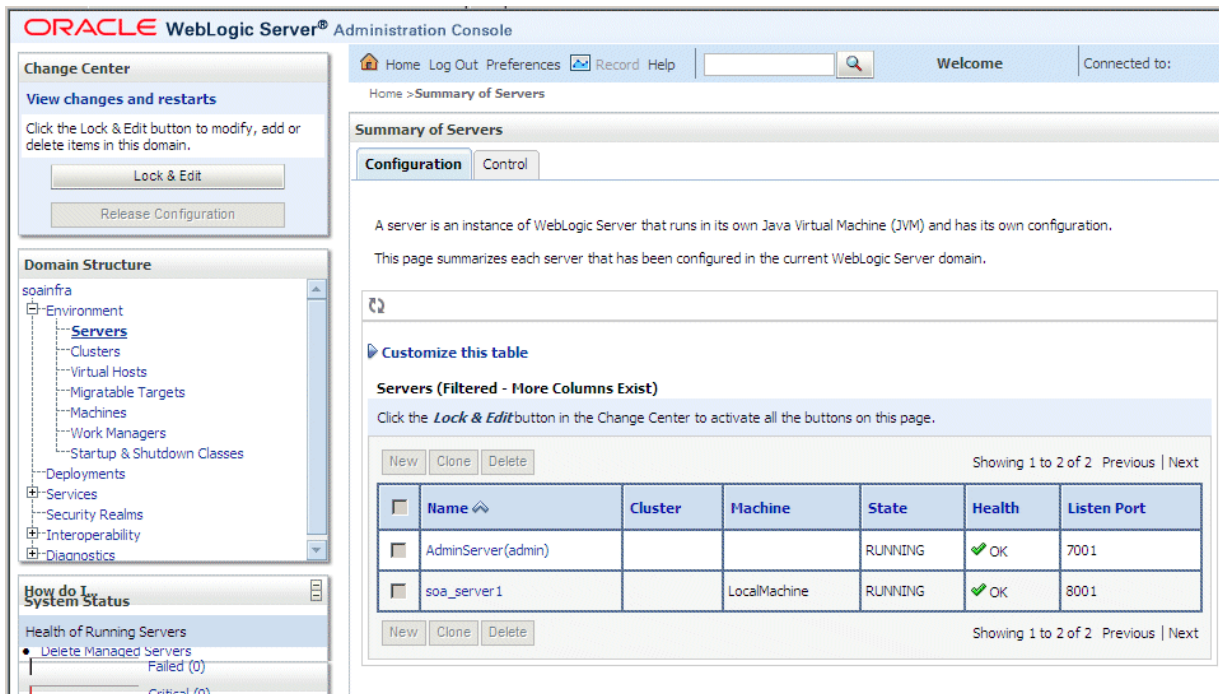 ORACLE WebLogic Server® Administration Console
Change Center
View changes and restarts
Click the Lock & Edit button to modify, add or
delete items in this domain.
Lock & Edit
Release Configuration
Domain Structure
soainfra
Environment
Servers
Clusters
Virtual Hosts
Migratable Targets
Machines
Work Managers
Startup & Shutdown Classes
Deployments
Services
Security Realms
Interoperability
Diagnostics
How do I...
System Status
Health of Running Servers
Delete Managed Servers
Failed (0)
Critical (0)
Home Log Out Preferences Record Help Welcome Connected to:
Home >Summary of Servers
Summary of Servers
Configuration Control
A server is an instance of WebLogic Server that runs in its own Java Virtual Machine (JVM) and has its own configuration.
This page summarizes each server that has been configured in the current WebLogic Server domain.
Customize this table
Servers (Filtered - More Columns Exist)
Click the Lock & Edit button in the Change Center to activate all the buttons on this page.
New Clone Delete Showing 1 to 2 of 2 Previous | Next
Name Cluster Machine State Health Listen Port
AdminServer(admin) RUNNING OK 7001
soa_server1 LocalMachine RUNNING OK 8001
New Clone Delete Showing 1 to 2 of 2 Previous | Next